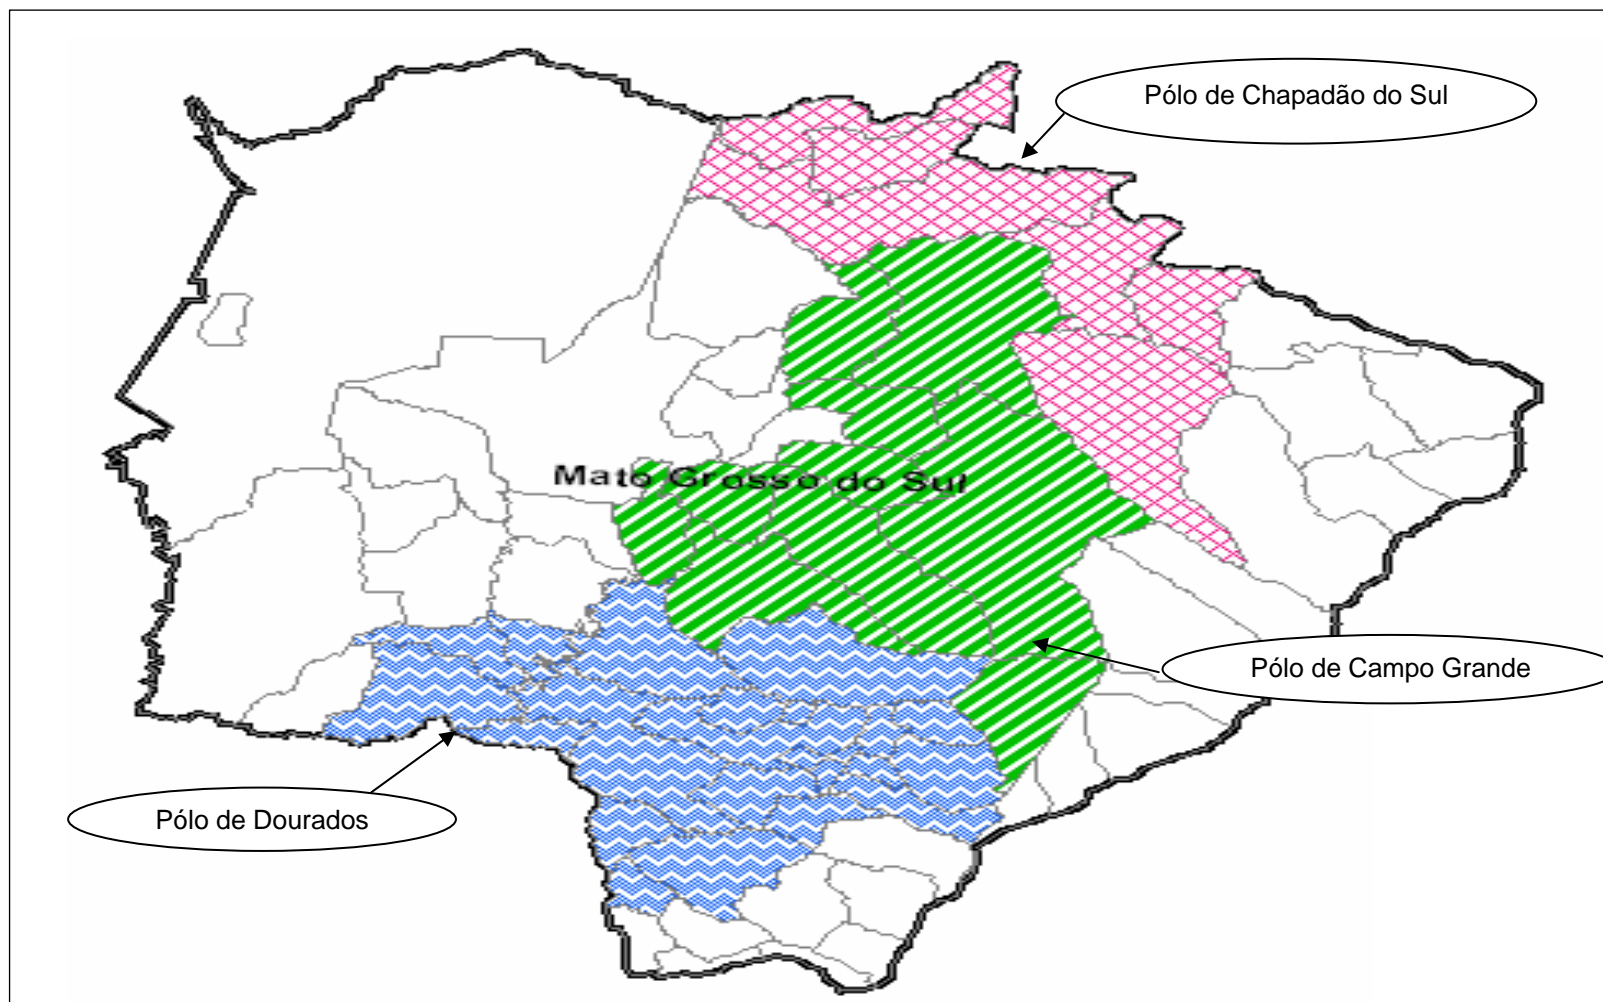 Pólo de Chapadão do Sul
Mato Grosso do Sul
Pólo de Campo Grande
Pólo de Dourados